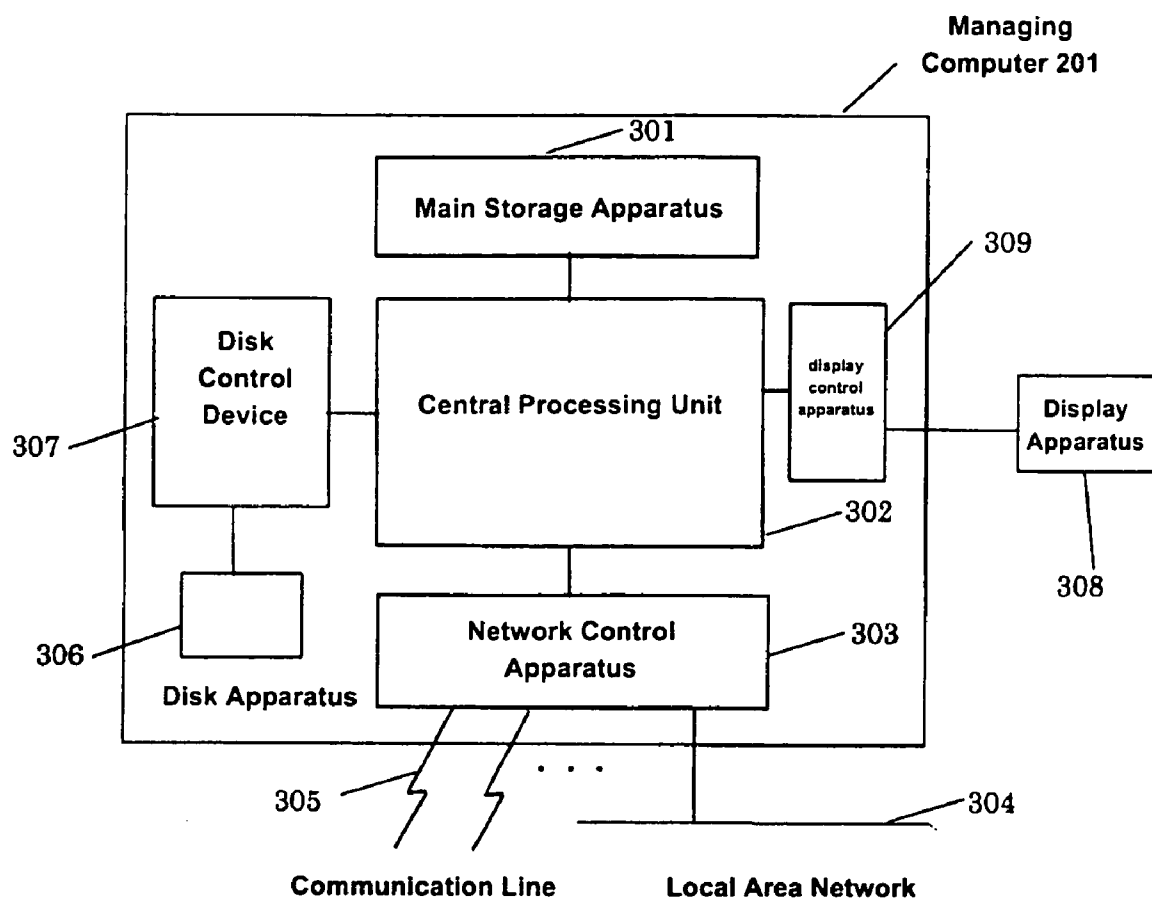 Managing
Computer 201
301
Main Storage Apparatus
309
Disk
Control
Device
Central Processing Unit
display
control
apparatus
Display
Apparatus
307
302
308
306
Disk Apparatus
Network Control
Apparatus
303
305
. . .
304
Communication Line
Local Area Network